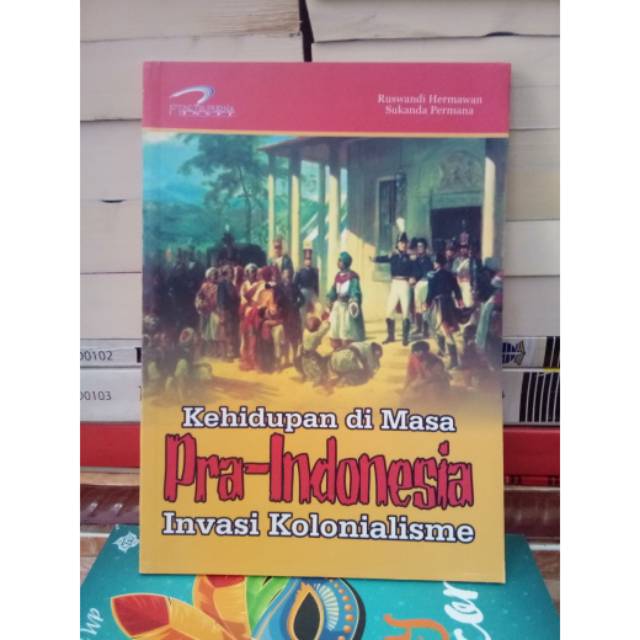 Ruswandi Hermawan
Sukanda Permana
Kehidupan di Masa
Pra-Indonesia
Invasi Kolonialisme
00102
00103